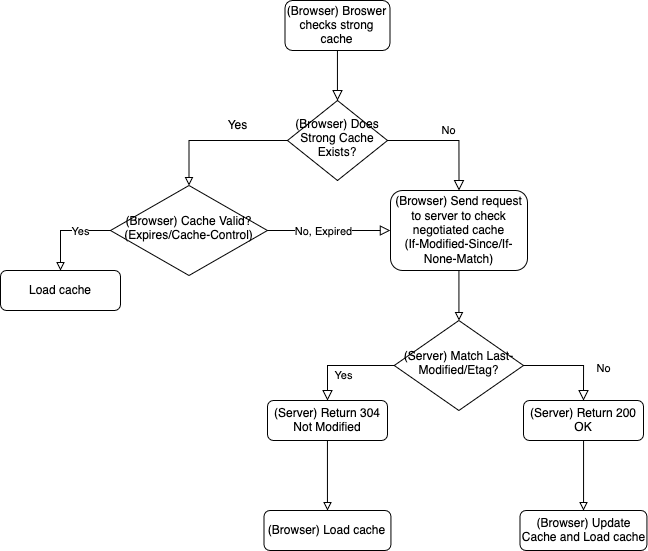 (Browser) Broswer
checks strong
cache
(Browser) Does
Strong Cache
Exists?
Yes
No
(Browser) Cache Valid?
(Expires/Cache-Control)
Yes
No, Expired
(Browser) Send request
to server to check
negotiated cache
(If-Modified-Since/If-
None-Match)
Load cache
(Server) Match Last-
Modified/Etag?
Yes
No
(Server) Return 304
Not Modified
(Server) Return 200
OK
(Browser) Load cache
(Browser) Update
Cache and Load cache